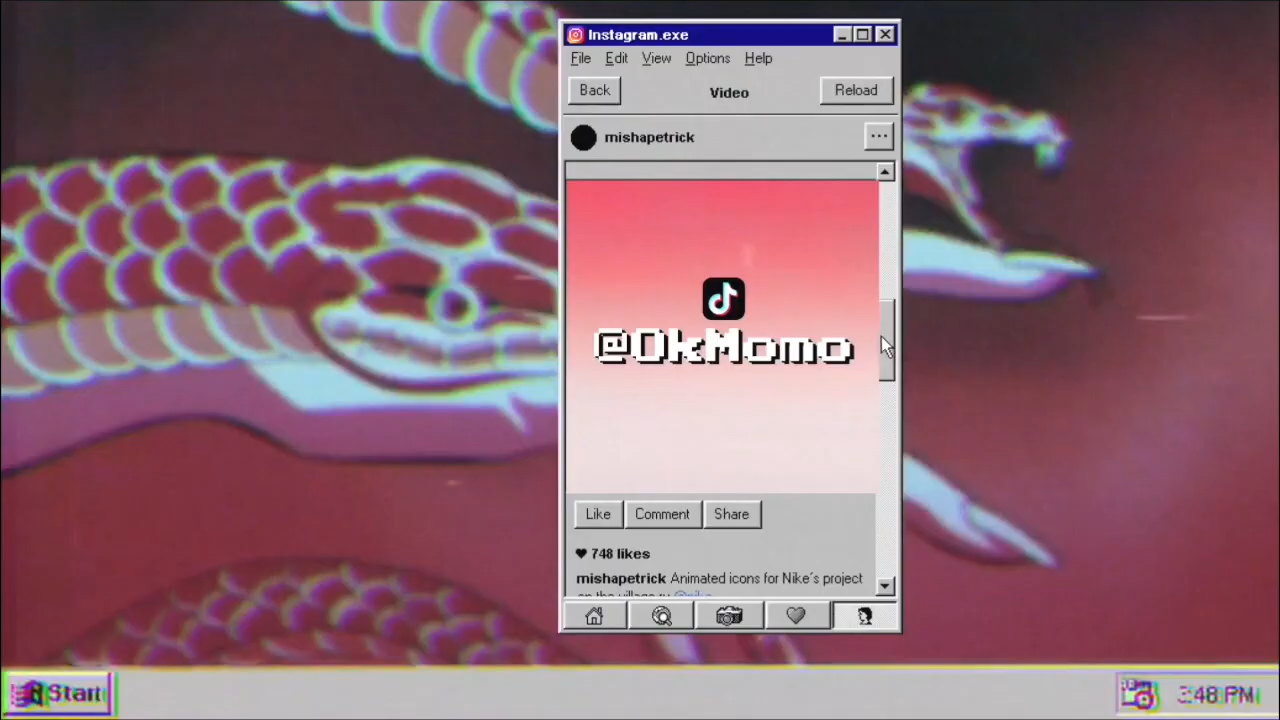 Instagram.exe
File Edit View Options Help
Back Video Reload
mishapetrick ...
@OkMomo
Like Comment Share
748 likes
mishapetrick Animated icons for Nike´s project
Start 3:48 PM